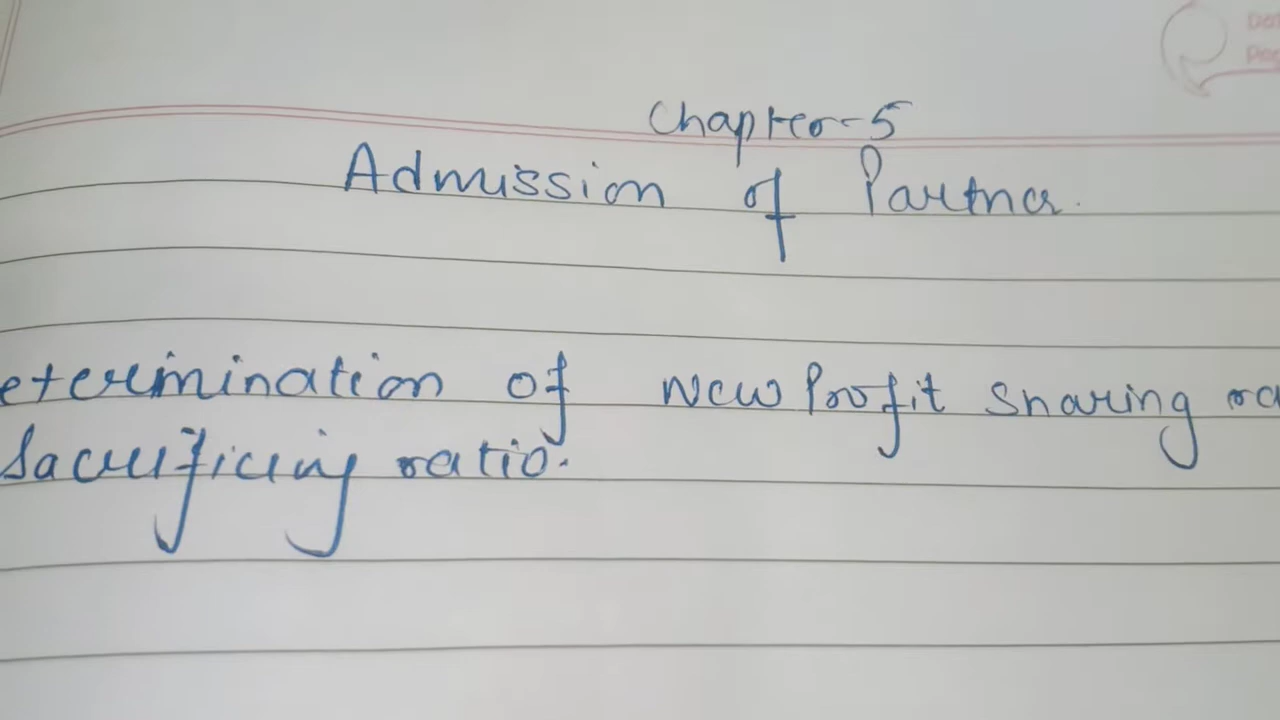 Chapter-5
Admission of Partner.
etermination of New Profit Sharing ra
Sacrificing ratio.